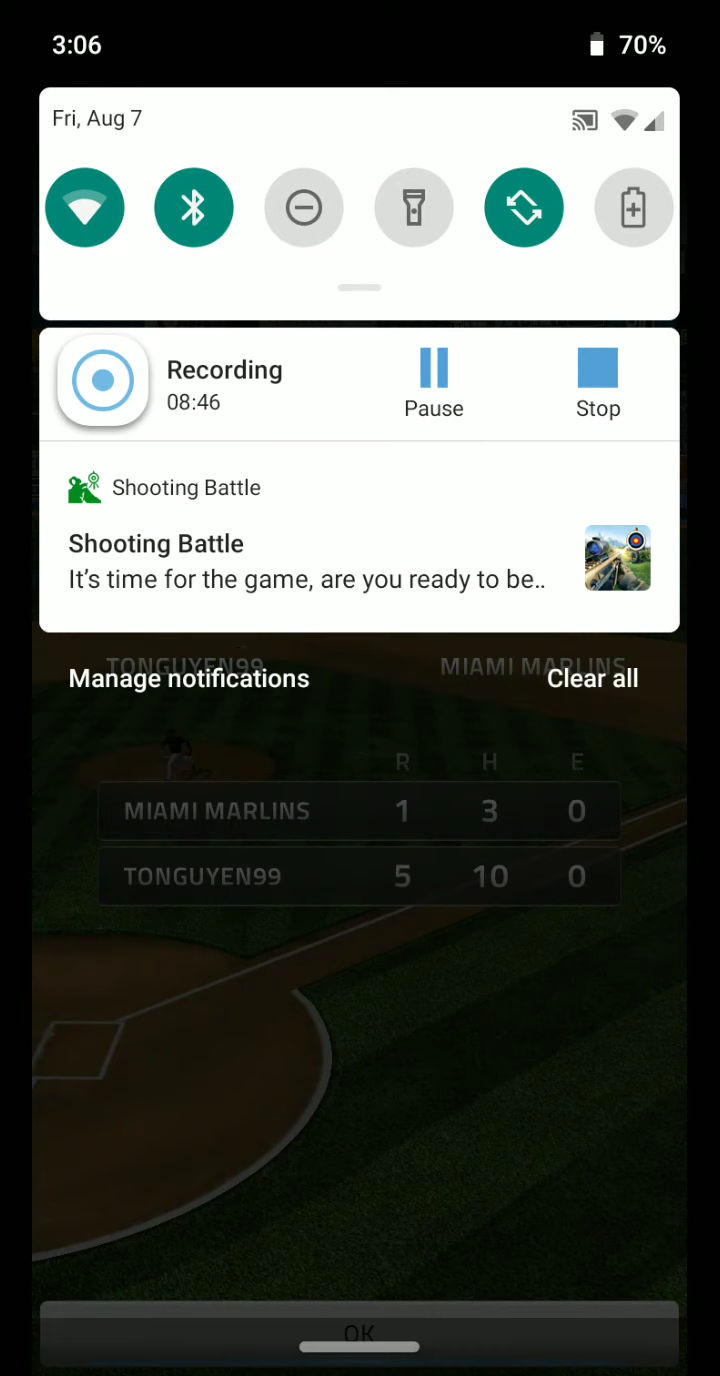 3:06 70%
Fri, Aug 7
Recording
08:46
Pause
Stop
Shooting Battle
Shooting Battle
It’s time for the game, are you ready to be..
TONGUYEN99 MIAMI MARLINS
Manage notifications Clear all
R H E
MIAMI MARLINS 1 3 0
TONGUYEN99 5 10 0
OK